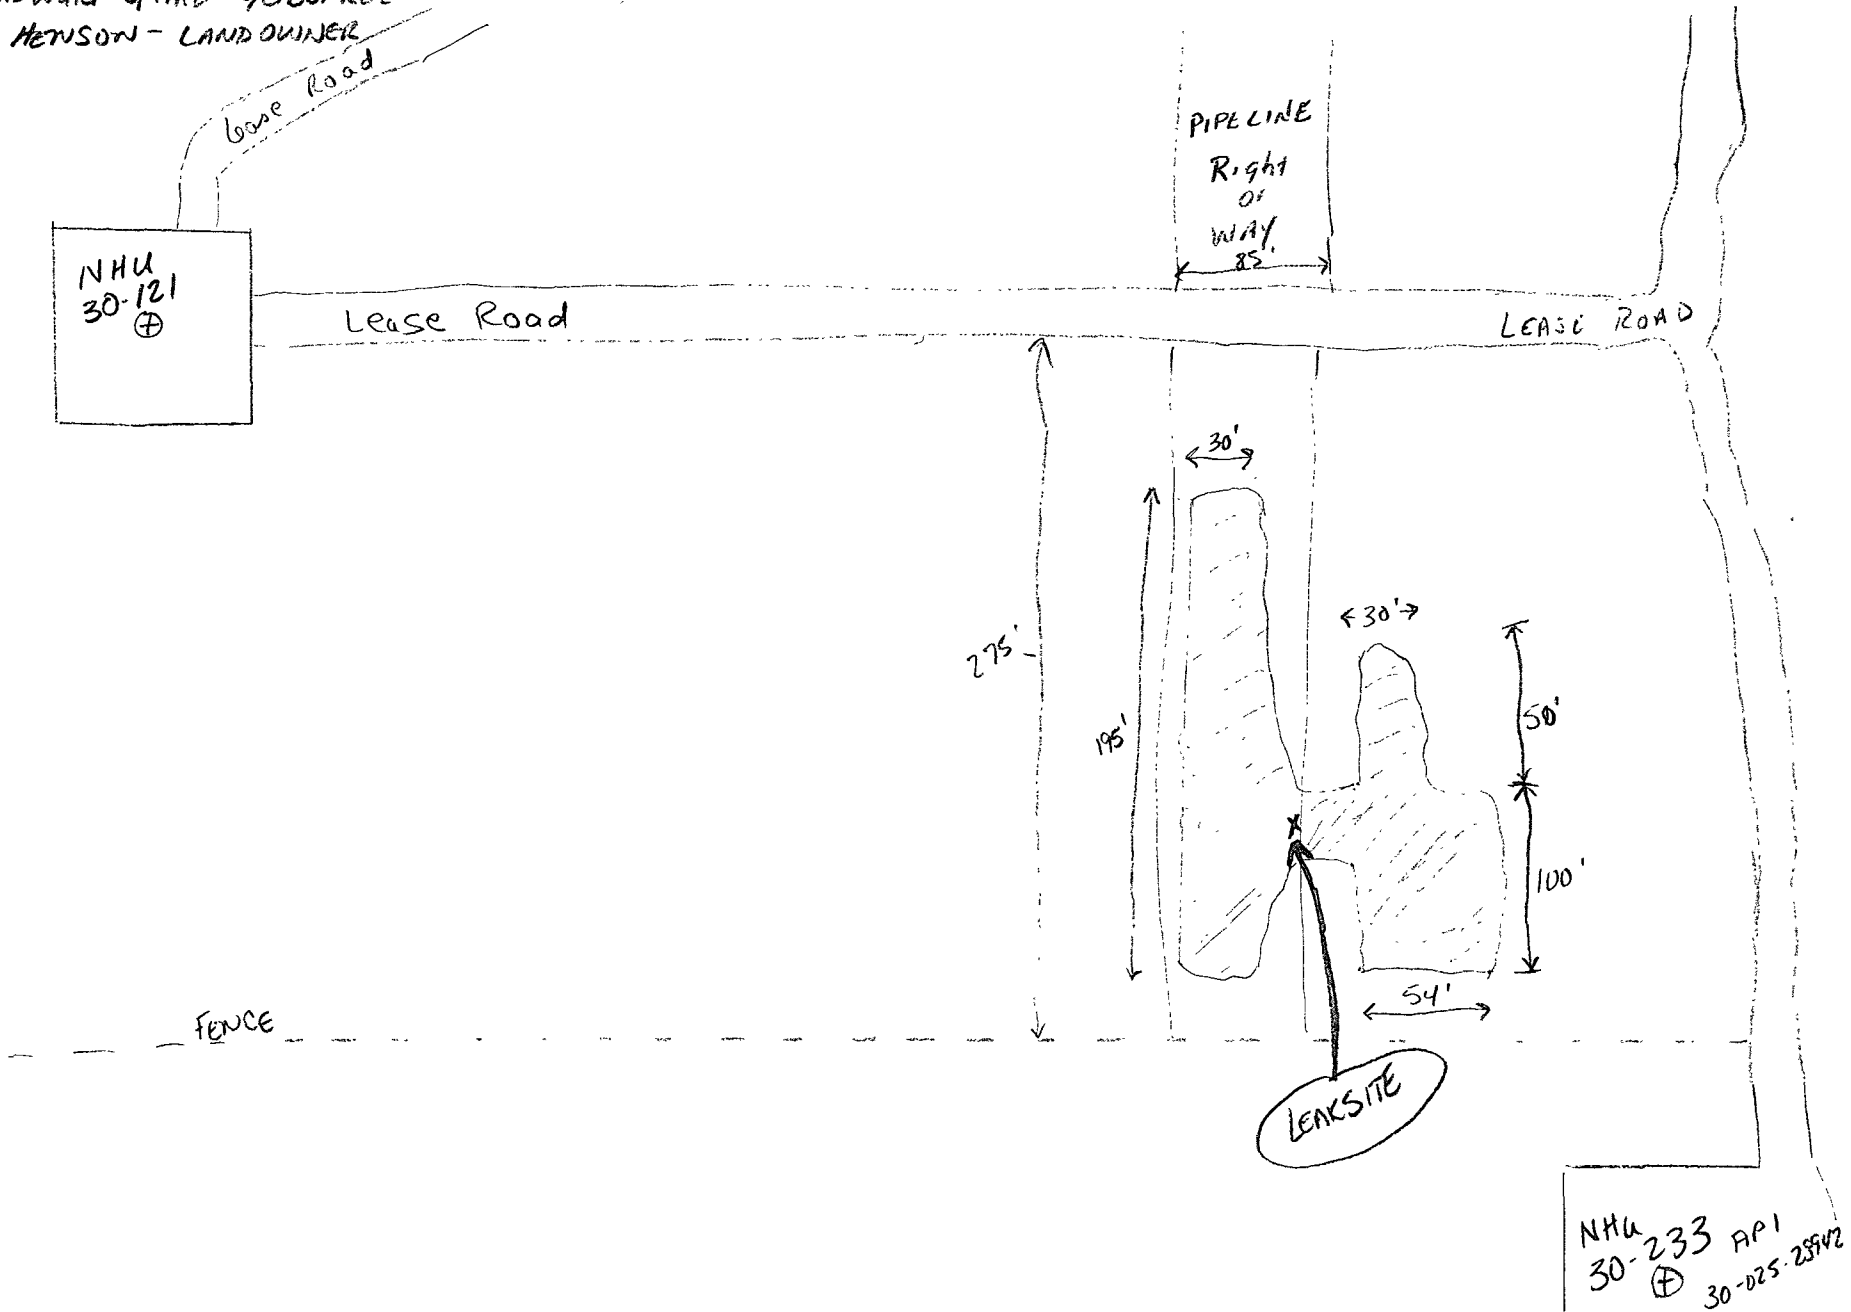 HENSON - LANDOWNER
Lease Road
PIPELINE
Right
of
WAY
85'
NHU
30-121
Lease Road
LEASE ROAD
30'
<30'>
275'
195'
50'
100'
54'
FENCE
LEAKSITE
NHU
30-233 API
30-025-28942